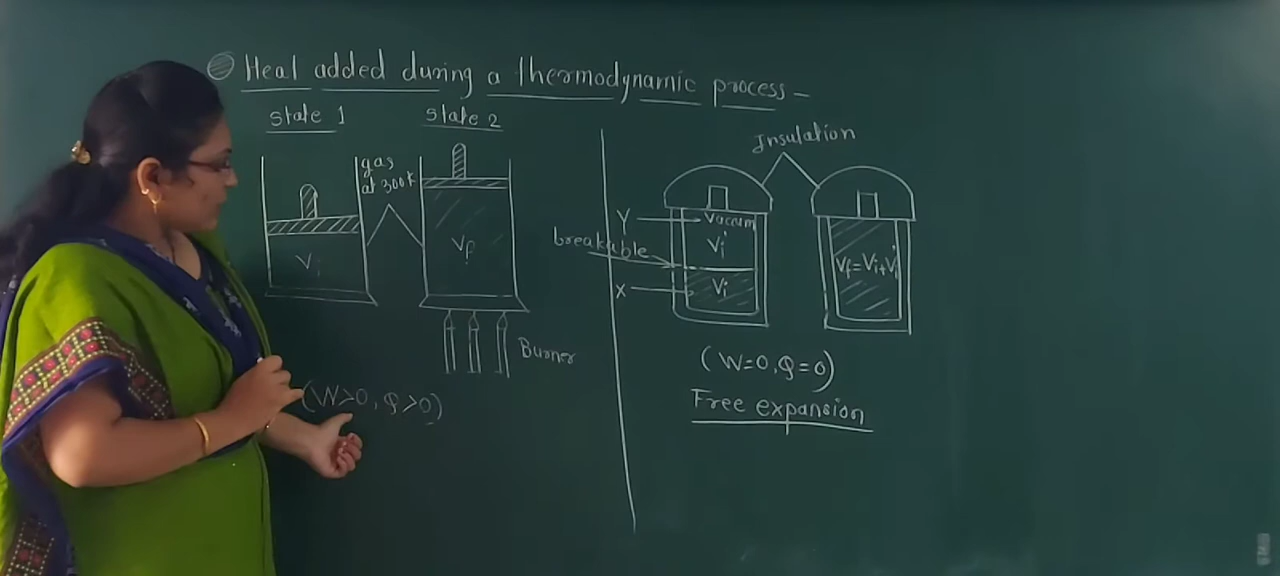 Heat added during a thermodynamic process -
State 1
State 2
gas
at 300K
Vi
Vf
Burner
(W>0, Q>0)
Insulation
Y
Vacum
breakable
Vi'
X
Vi
Vf=Vi+Vi'
(W=0, Q=0)
Free expansion